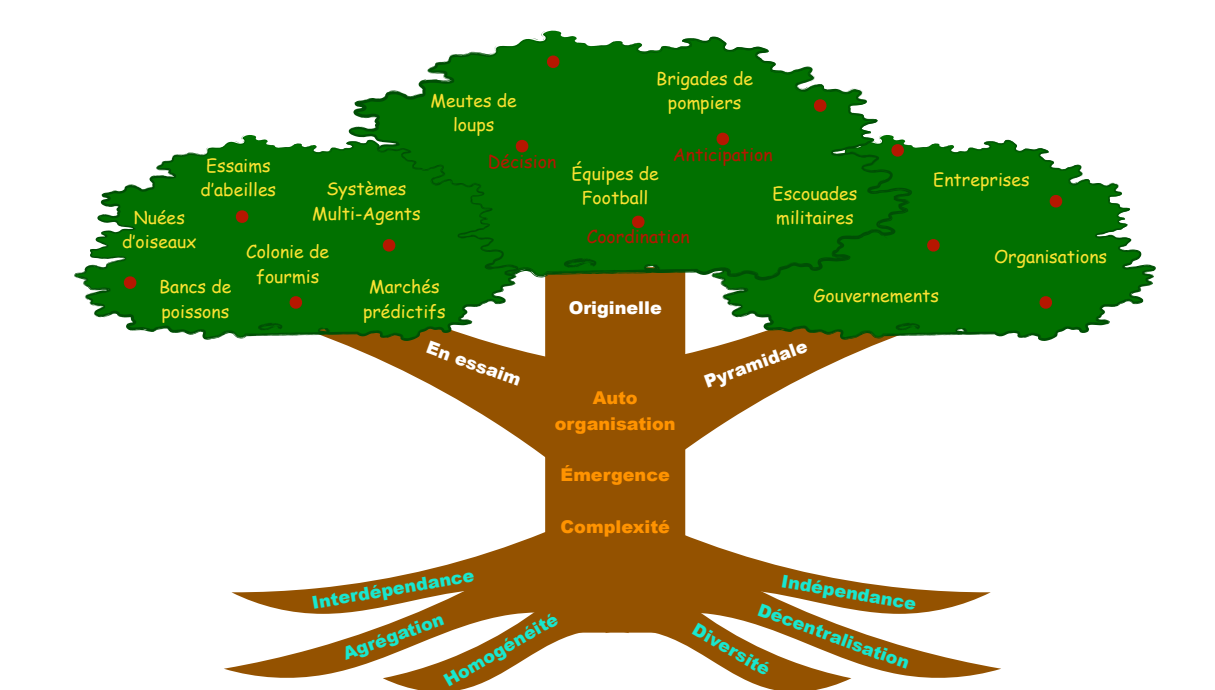 Brigades de
pompiers
Meutes de
loups
Décision
Anticipation
Équipes de
Football
Escouades
militaires
Coordination
Essaims
d'abeilles
Systèmes
Multi-Agents
Nuées
d'oiseaux
Colonie de
fourmis
Bancs de
poissons
Marchés
prédictifs
Entreprises
Organisations
Gouvernements
Originelle
En essaim
Pyramidale
Auto
organisation
Émergence
Complexité
Interdépendance
Agrégation
Homogénéité
Indépendance
Décentralisation
Diversité